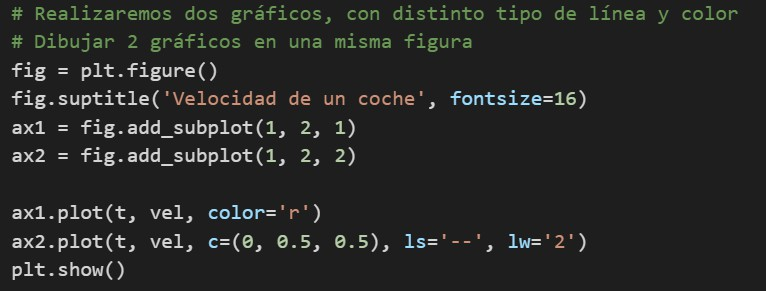 # Realizaremos dos gráficos, con distinto tipo de línea y color
# Dibujar 2 gráficos en una misma figura
fig = plt.figure()
fig.suptitle('Velocidad de un coche', fontsize=16)
ax1 = fig.add_subplot(1, 2, 1)
ax2 = fig.add_subplot(1, 2, 2)

ax1.plot(t, vel, color='r')
ax2.plot(t, vel, c=(0, 0.5, 0.5), ls='--', lw='2')
plt.show()